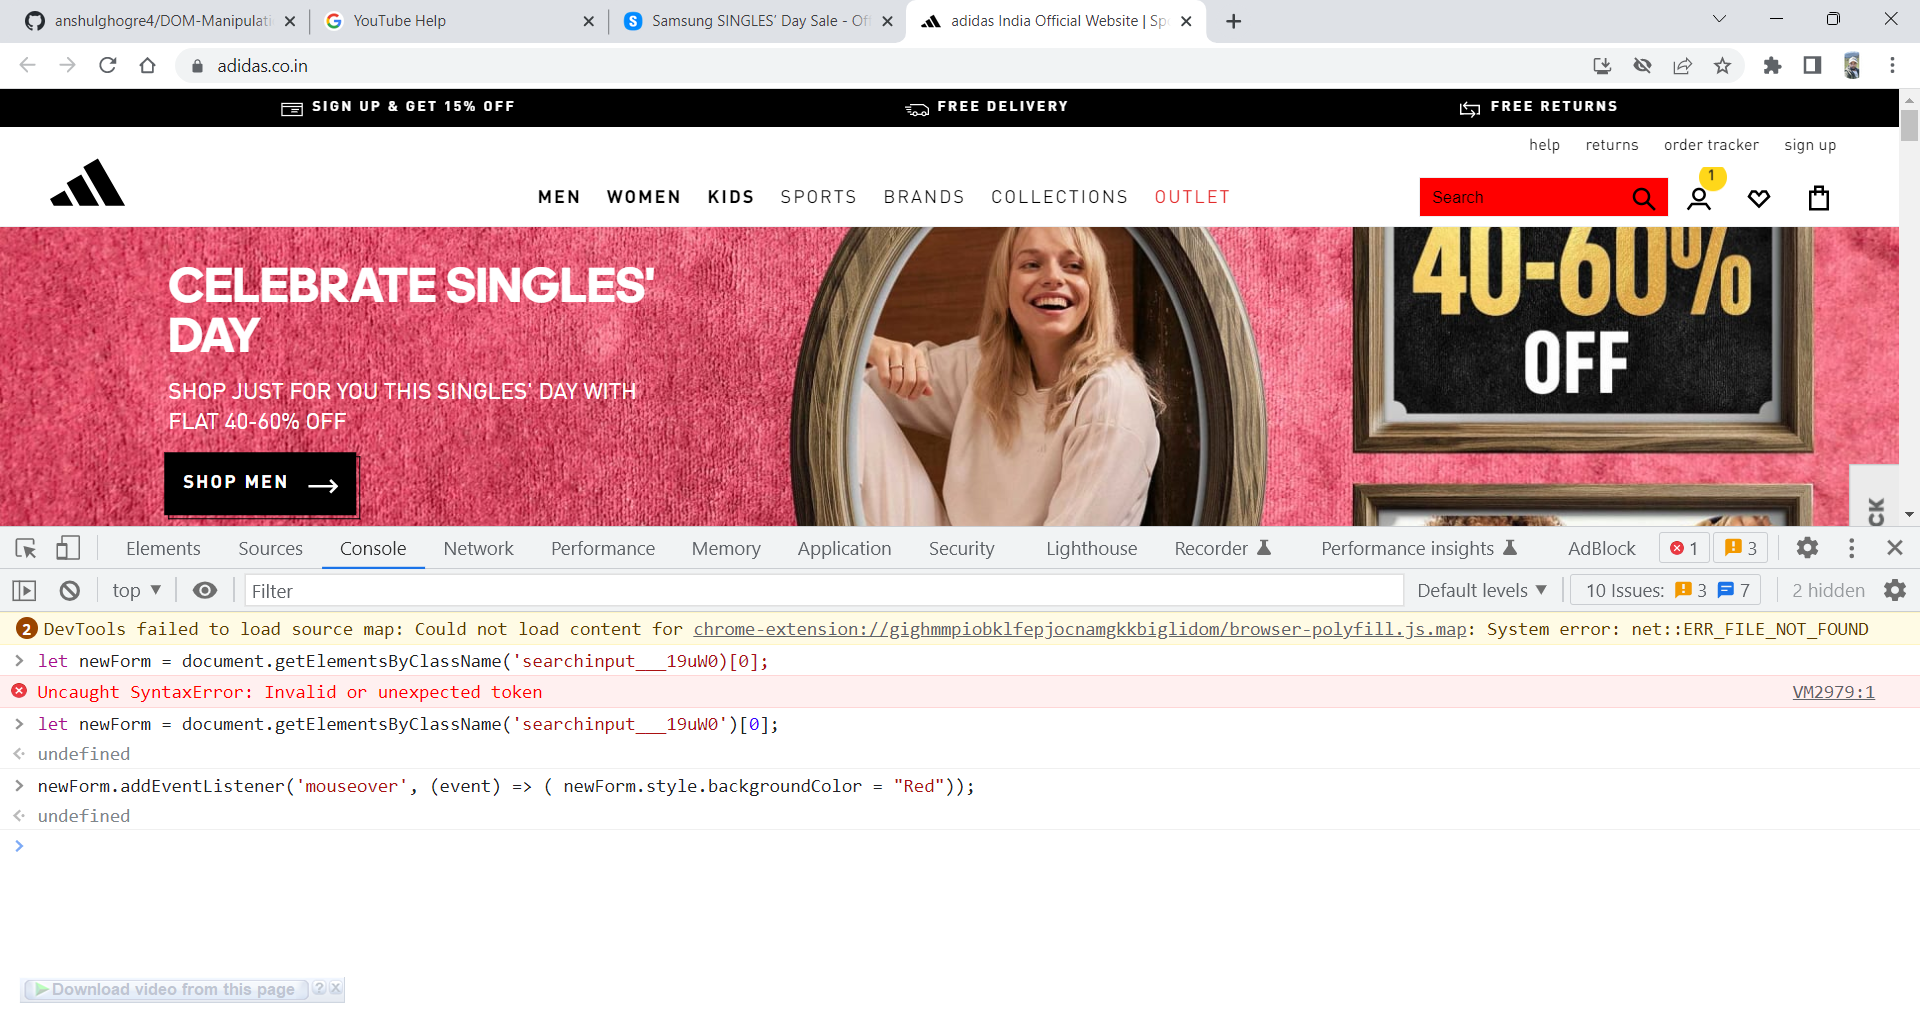 anshulghogre4/DOM-Manipulati
YouTube Help
Samsung SINGLES' Day Sale - Of
adidas India Official Website | Sp
adidas.co.in
SIGN UP & GET 15% OFF
FREE DELIVERY
FREE RETURNS
help returns order tracker sign up
1
MEN WOMEN KIDS SPORTS BRANDS COLLECTIONS OUTLET
Search
CELEBRATE SINGLES'
DAY
SHOP JUST FOR YOU THIS SINGLES' DAY WITH
FLAT 40-60% OFF
SHOP MEN
40-60%
OFF
CK
Elements Sources Console Network Performance Memory Application Security Lighthouse Recorder Performance insights AdBlock 1 3
top Filter Default levels 10 Issues: 3 7 2 hidden
2 DevTools failed to load source map: Could not load content for chrome-extension://gighmmpiobklfepjocnamgkkbiglidom/browser-polyfill.js.map: System error: net::ERR_FILE_NOT_FOUND
> let newForm = document.getElementsByClassName('searchinput___19uW0)[0];
Uncaught SyntaxError: Invalid or unexpected token VM2979:1
> let newForm = document.getElementsByClassName('searchinput___19uW0')[0];
undefined
> newForm.addEventListener('mouseover', (event) => ( newForm.style.backgroundColor = "Red"));
undefined
>
Download video from this page ? x